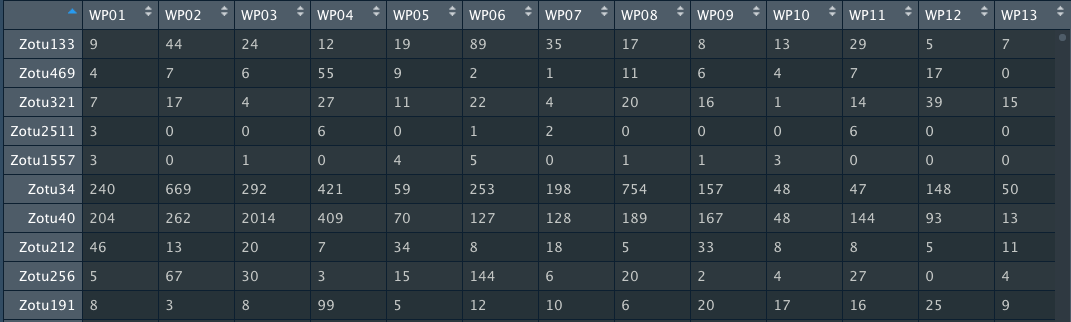 WP01 WP02 WP03 WP04 WP05 WP06 WP07 WP08 WP09 WP10 WP11 WP12 WP13
Zotu133 9 44 24 12 19 89 35 17 8 13 29 5 7
Zotu469 4 7 6 55 9 2 1 11 6 4 7 17 0
Zotu321 7 17 4 27 11 22 4 20 16 1 14 39 15
Zotu2511 3 0 0 6 0 1 2 0 0 0 6 0 0
Zotu1557 3 0 1 0 4 5 0 1 1 3 0 0 0
Zotu34 240 669 292 421 59 253 198 754 157 48 47 148 50
Zotu40 204 262 2014 409 70 127 128 189 167 48 144 93 13
Zotu212 46 13 20 7 34 8 18 5 33 8 8 5 11
Zotu256 5 67 30 3 15 144 6 20 2 4 27 0 4
Zotu191 8 3 8 99 5 12 10 6 20 17 16 25 9